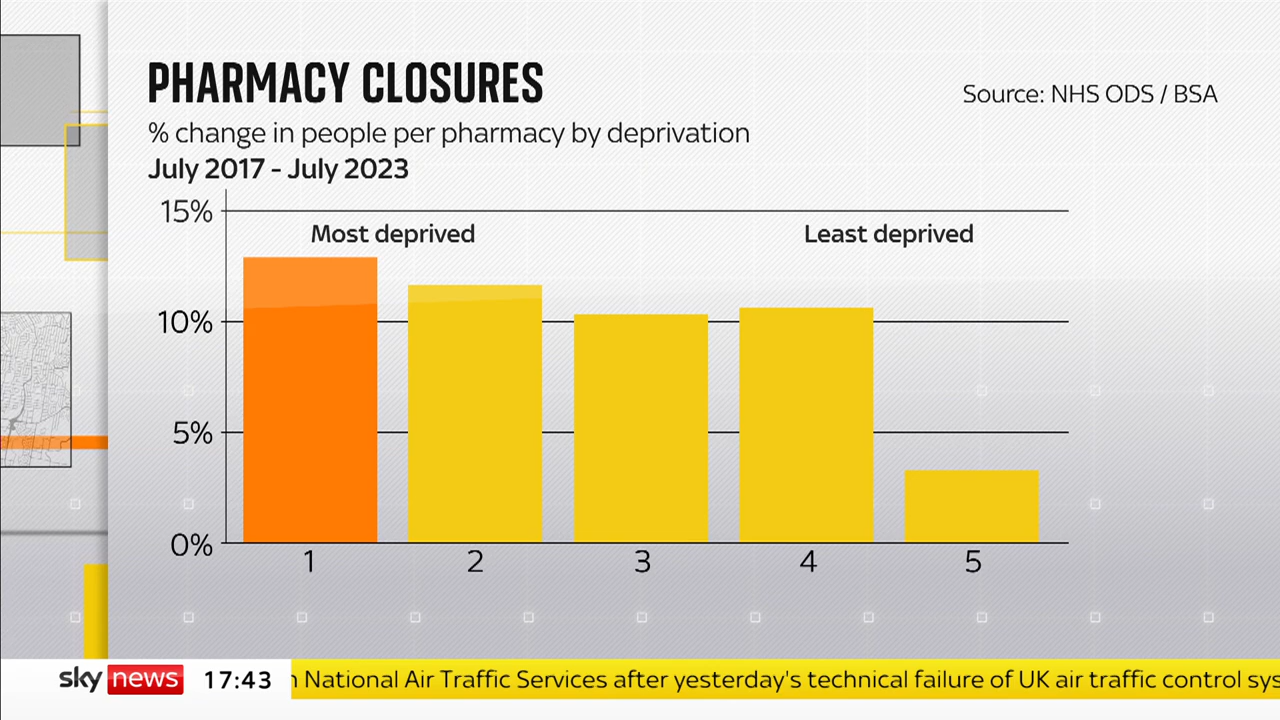 PHARMACY CLOSURES
Source: NHS ODS / BSA
% change in people per pharmacy by deprivation
July 2017 - July 2023
15%
Most deprived
Least deprived
10%
5%
0%
1 2 3 4 5
sky news 17:43 National Air Traffic Services after yesterday's technical failure of UK air traffic control